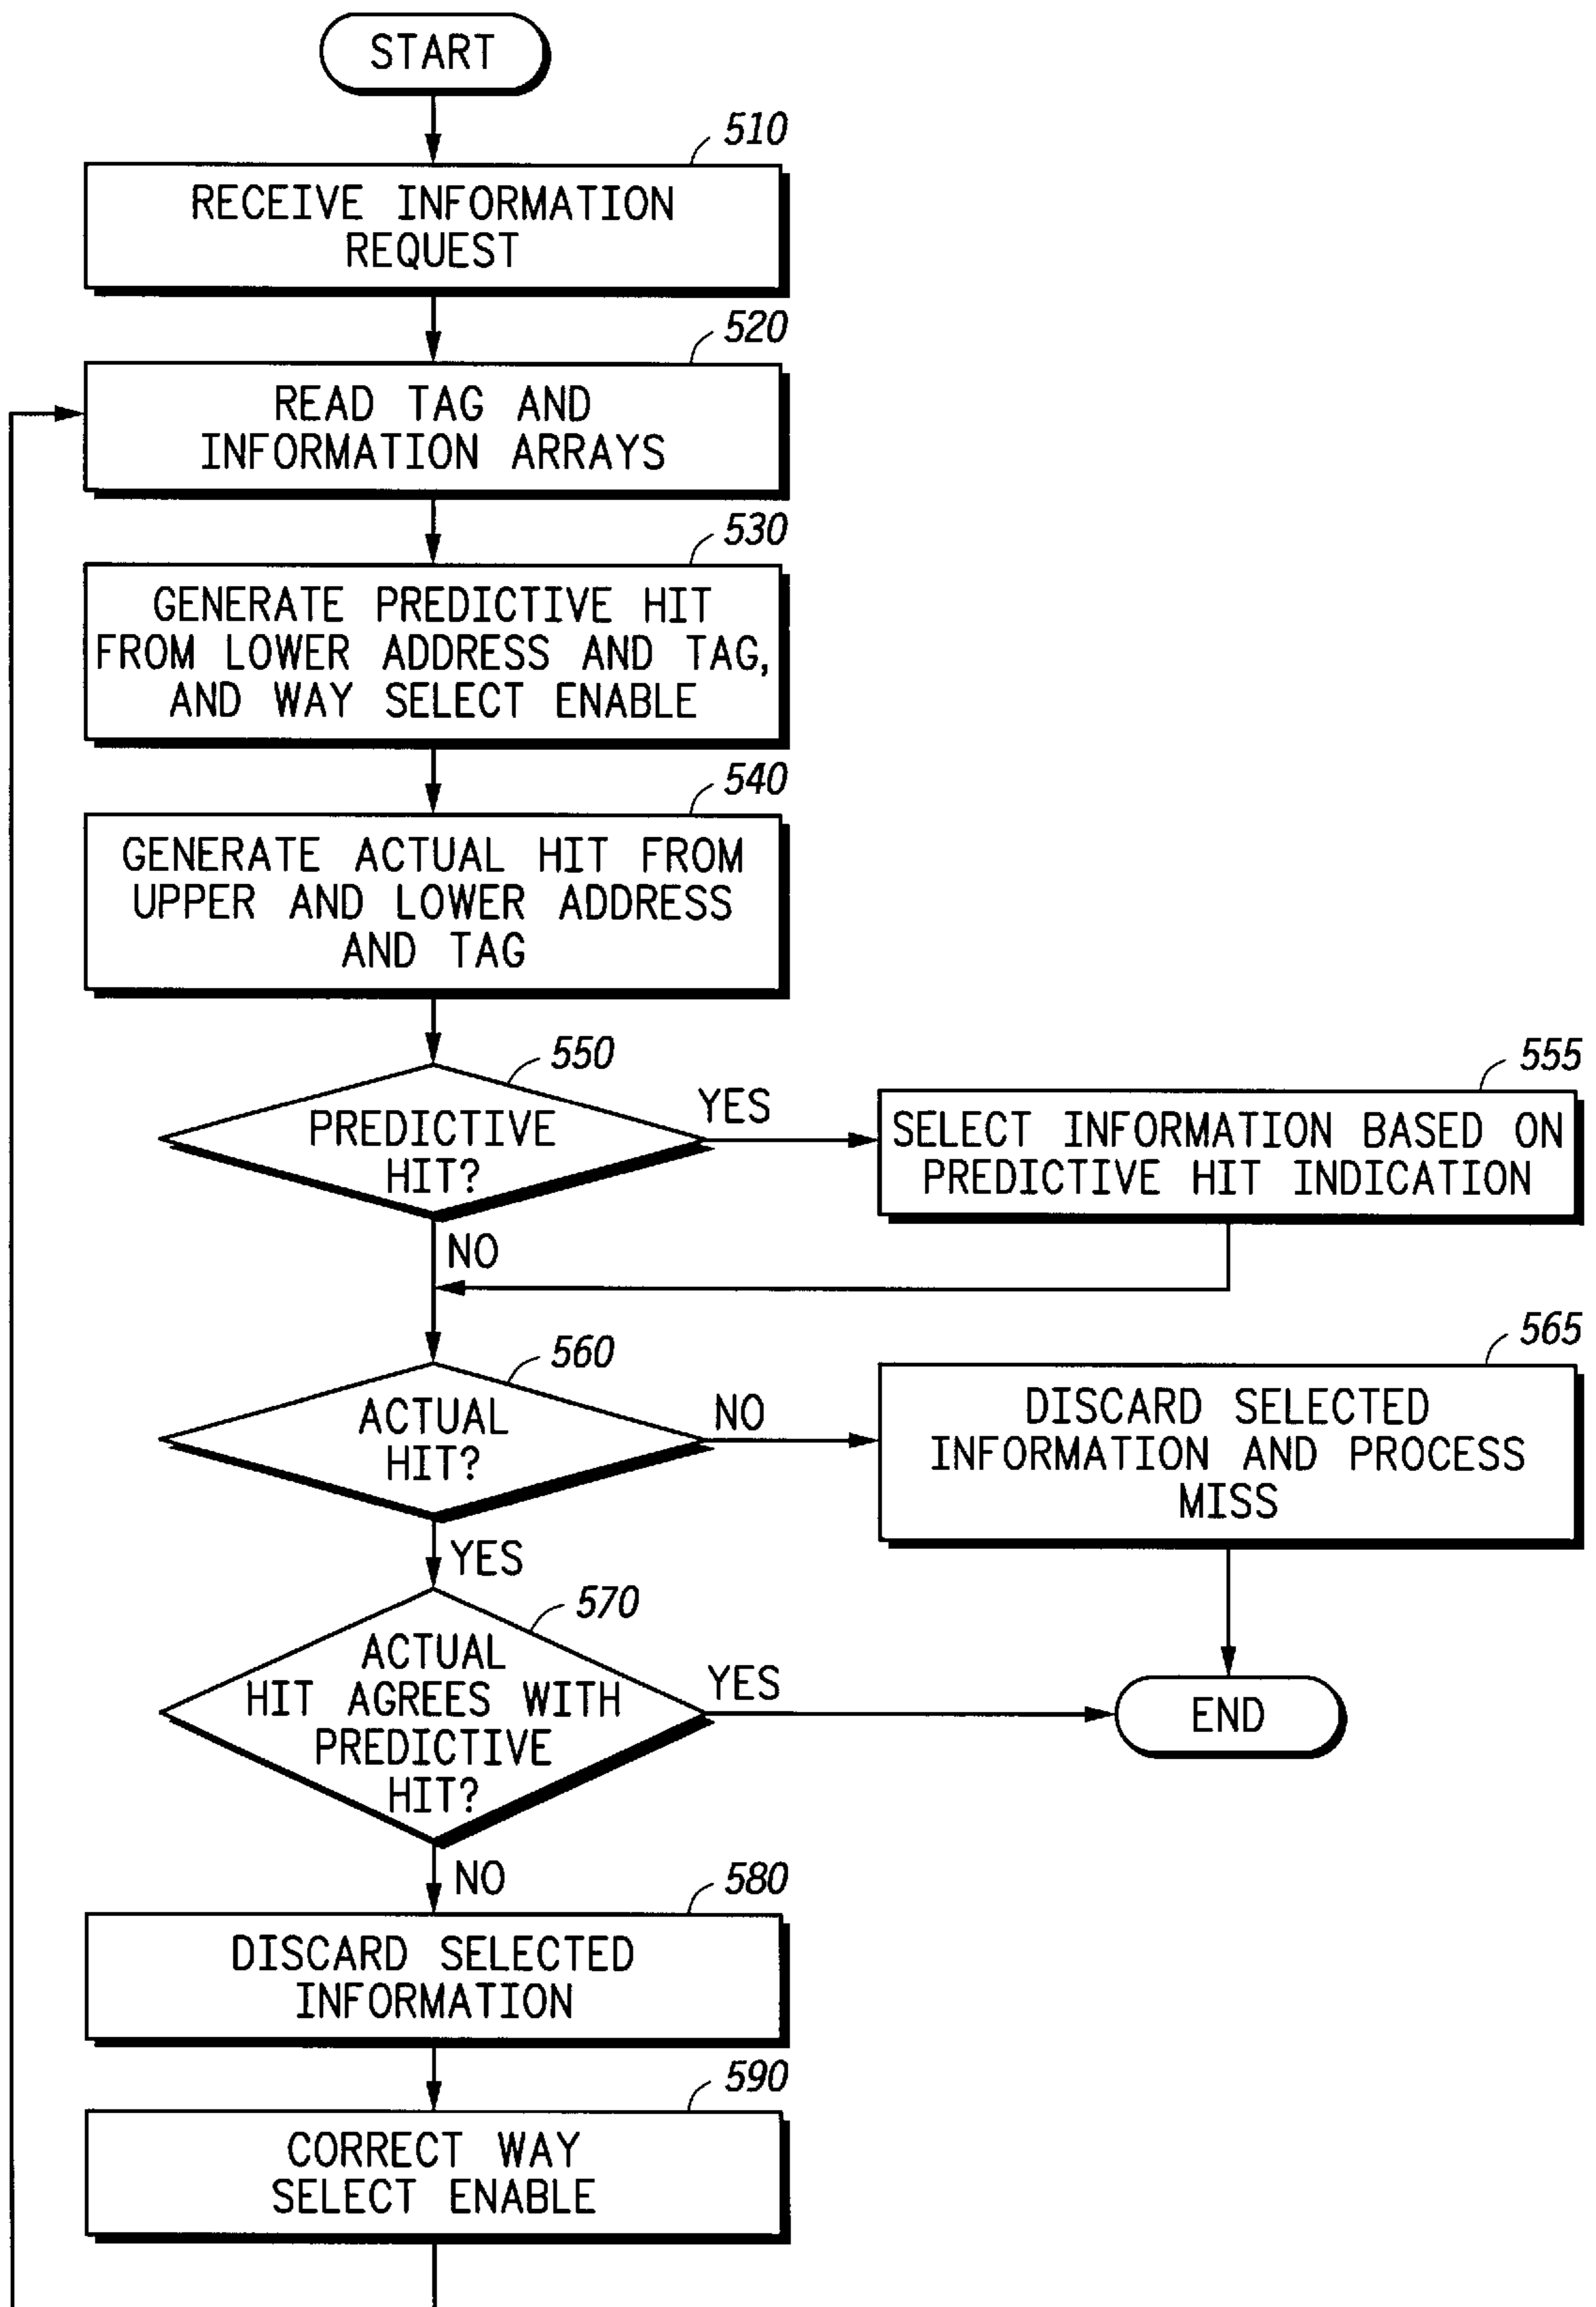 START
510
RECEIVE INFORMATION
REQUEST
520
READ TAG AND
INFORMATION ARRAYS
530
GENERATE PREDICTIVE HIT
FROM LOWER ADDRESS AND TAG,
AND WAY SELECT ENABLE
540
GENERATE ACTUAL HIT FROM
UPPER AND LOWER ADDRESS
AND TAG
550
PREDICTIVE
HIT?
YES
555
SELECT INFORMATION BASED ON
PREDICTIVE HIT INDICATION
NO
560
ACTUAL
HIT?
NO
565
DISCARD SELECTED
INFORMATION AND PROCESS
MISS
YES
570
ACTUAL
HIT AGREES WITH
PREDICTIVE
HIT?
YES
END
NO
580
DISCARD SELECTED
INFORMATION
590
CORRECT WAY
SELECT ENABLE